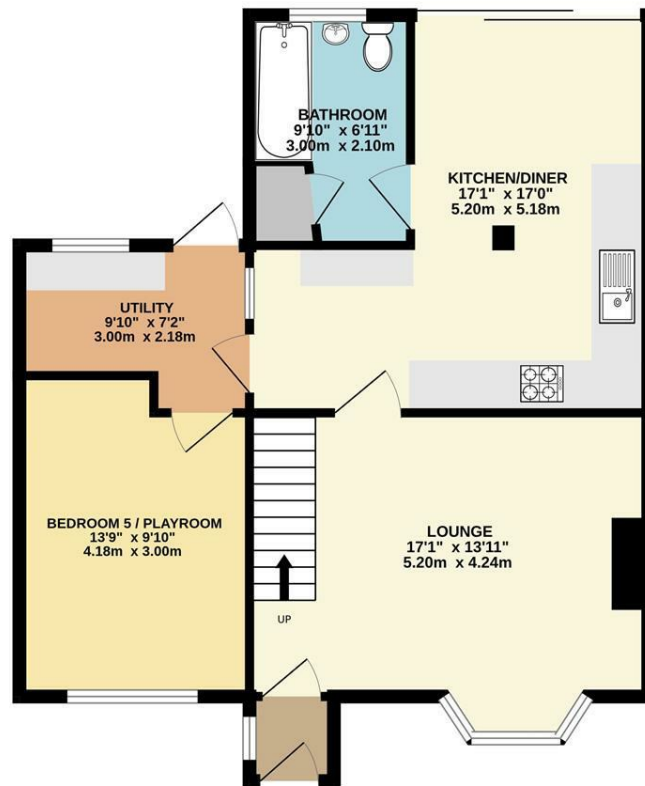 BATHROOM
9'10" x 6'11"
3.00m x 2.10m
KITCHEN/DINER
17'1" x 17'0"
5.20m x 5.18m
UTILITY
9'10" x 7'2"
3.00m x 2.18m
BEDROOM 5 / PLAYROOM
13'9" x 9'10"
4.18m x 3.00m
LOUNGE
17'1" x 13'11"
5.20m x 4.24m
UP